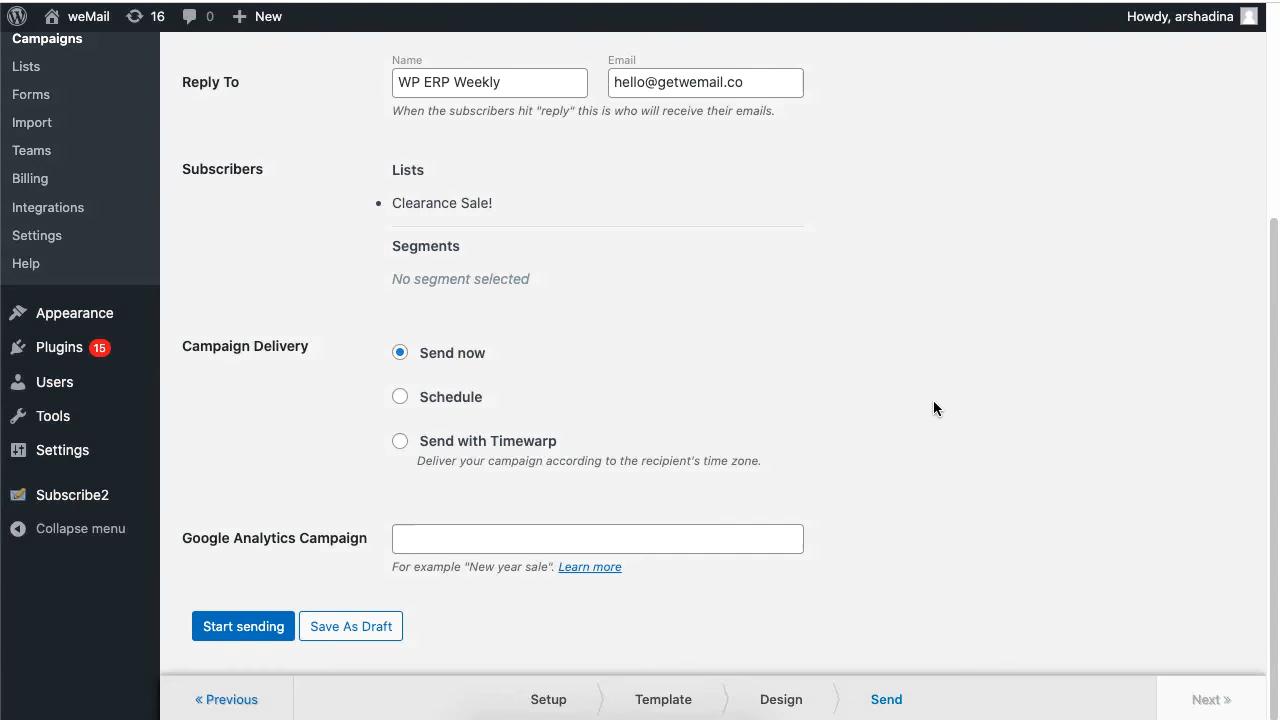 weMail 16 0 New Howdy, arshadina
Campaigns
Lists
Forms
Import
Teams
Billing
Integrations
Settings
Help
Appearance
Plugins 15
Users
Tools
Settings
Subscribe2
Collapse menu
Name Email
Reply To WP ERP Weekly hello@getwemail.co
When the subscribers hit "reply" this is who will receive their emails.
Subscribers Lists
• Clearance Sale!
Segments
No segment selected
Campaign Delivery Send now
Schedule
Send with Timewarp
Deliver your campaign according to the recipient's time zone.
Google Analytics Campaign
For example "New year sale". Learn more
Start sending Save As Draft
« Previous Setup Template Design Send Next »